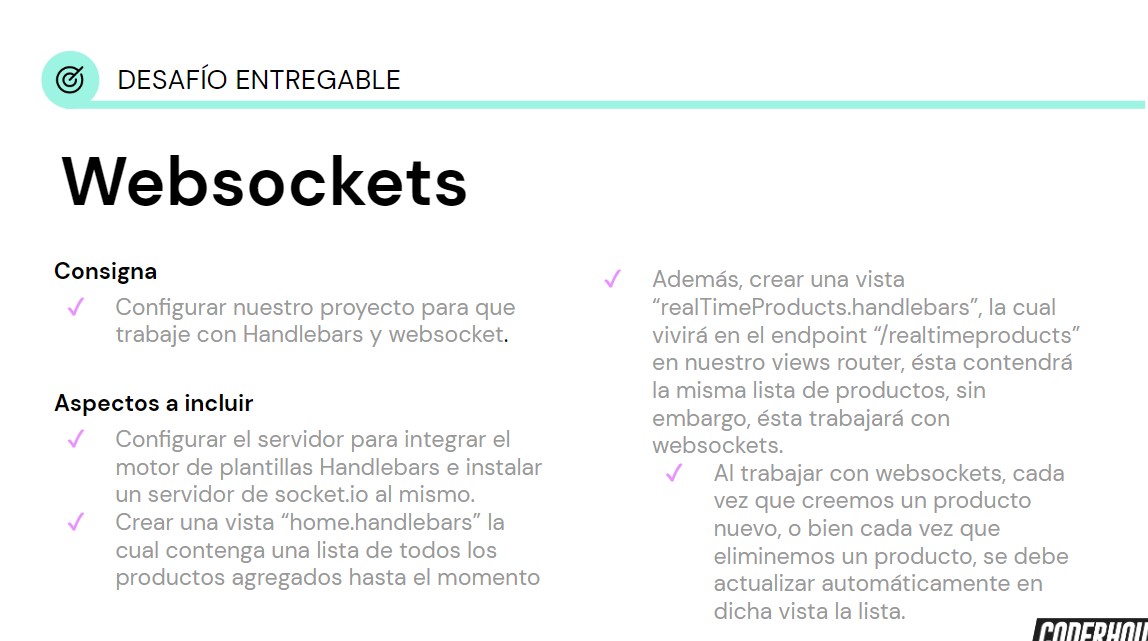 DESAFÍO ENTREGABLE
Websockets
Consigna
✓ Configurar nuestro proyecto para que
trabaje con Handlebars y websocket.
Aspectos a incluir
✓ Configurar el servidor para integrar el
motor de plantillas Handlebars e instalar
un servidor de socket.io al mismo.
✓ Crear una vista “home.handlebars” la
cual contenga una lista de todos los
productos agregados hasta el momento
✓ Además, crear una vista
“realTimeProducts.handlebars”, la cual
vivirá en el endpoint “/realtimeproducts”
en nuestro views router, ésta contendrá
la misma lista de productos, sin
embargo, ésta trabajará con
websockets.
✓ Al trabajar con websockets, cada
vez que creemos un producto
nuevo, o bien cada vez que
eliminemos un producto, se debe
actualizar automáticamente en
dicha vista la lista.